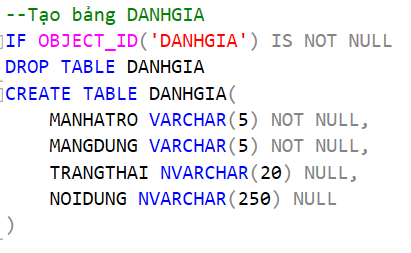 --Tạo bảng DANHGIA
IF OBJECT_ID('DANHGIA') IS NOT NULL
DROP TABLE DANHGIA
CREATE TABLE DANHGIA(
    MANHATRO VARCHAR(5) NOT NULL,
    MANGDUNG VARCHAR(5) NOT NULL,
    TRANGTHAI NVARCHAR(20) NULL,
    NOIDUNG NVARCHAR(250) NULL
)